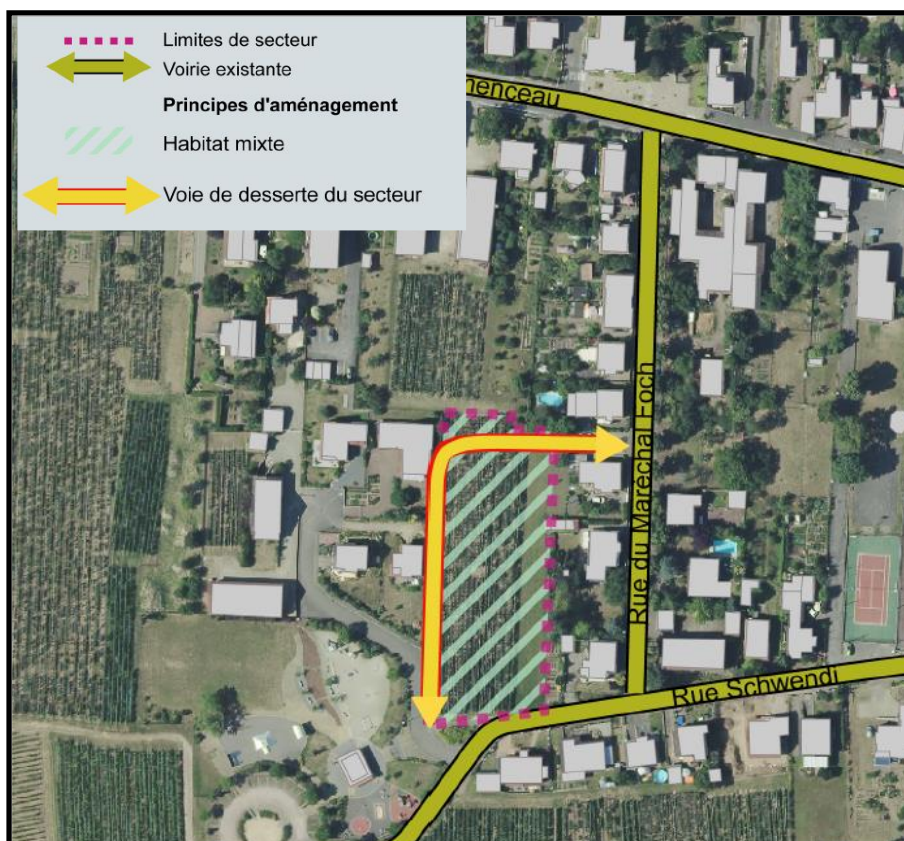 Limites de secteur
Voirie existante
Principes d'aménagement
Habitat mixte
Voie de desserte du secteur
menceau
Rue du Maréchal Foch
Rue Schwendi